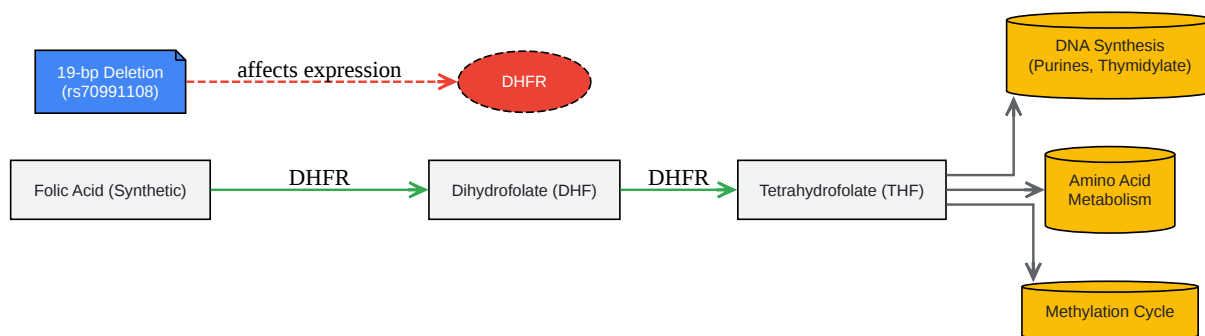 DNA Synthesis
(Purines, Thymidylate)
19-bp Deletion
(rs70991108)
affects expression
DHFR
Folic Acid (Synthetic)
DHFR
Dihydrofolate (DHF)
DHFR
Tetrahydrofolate (THF)
Amino Acid
Metabolism
Methylation Cycle